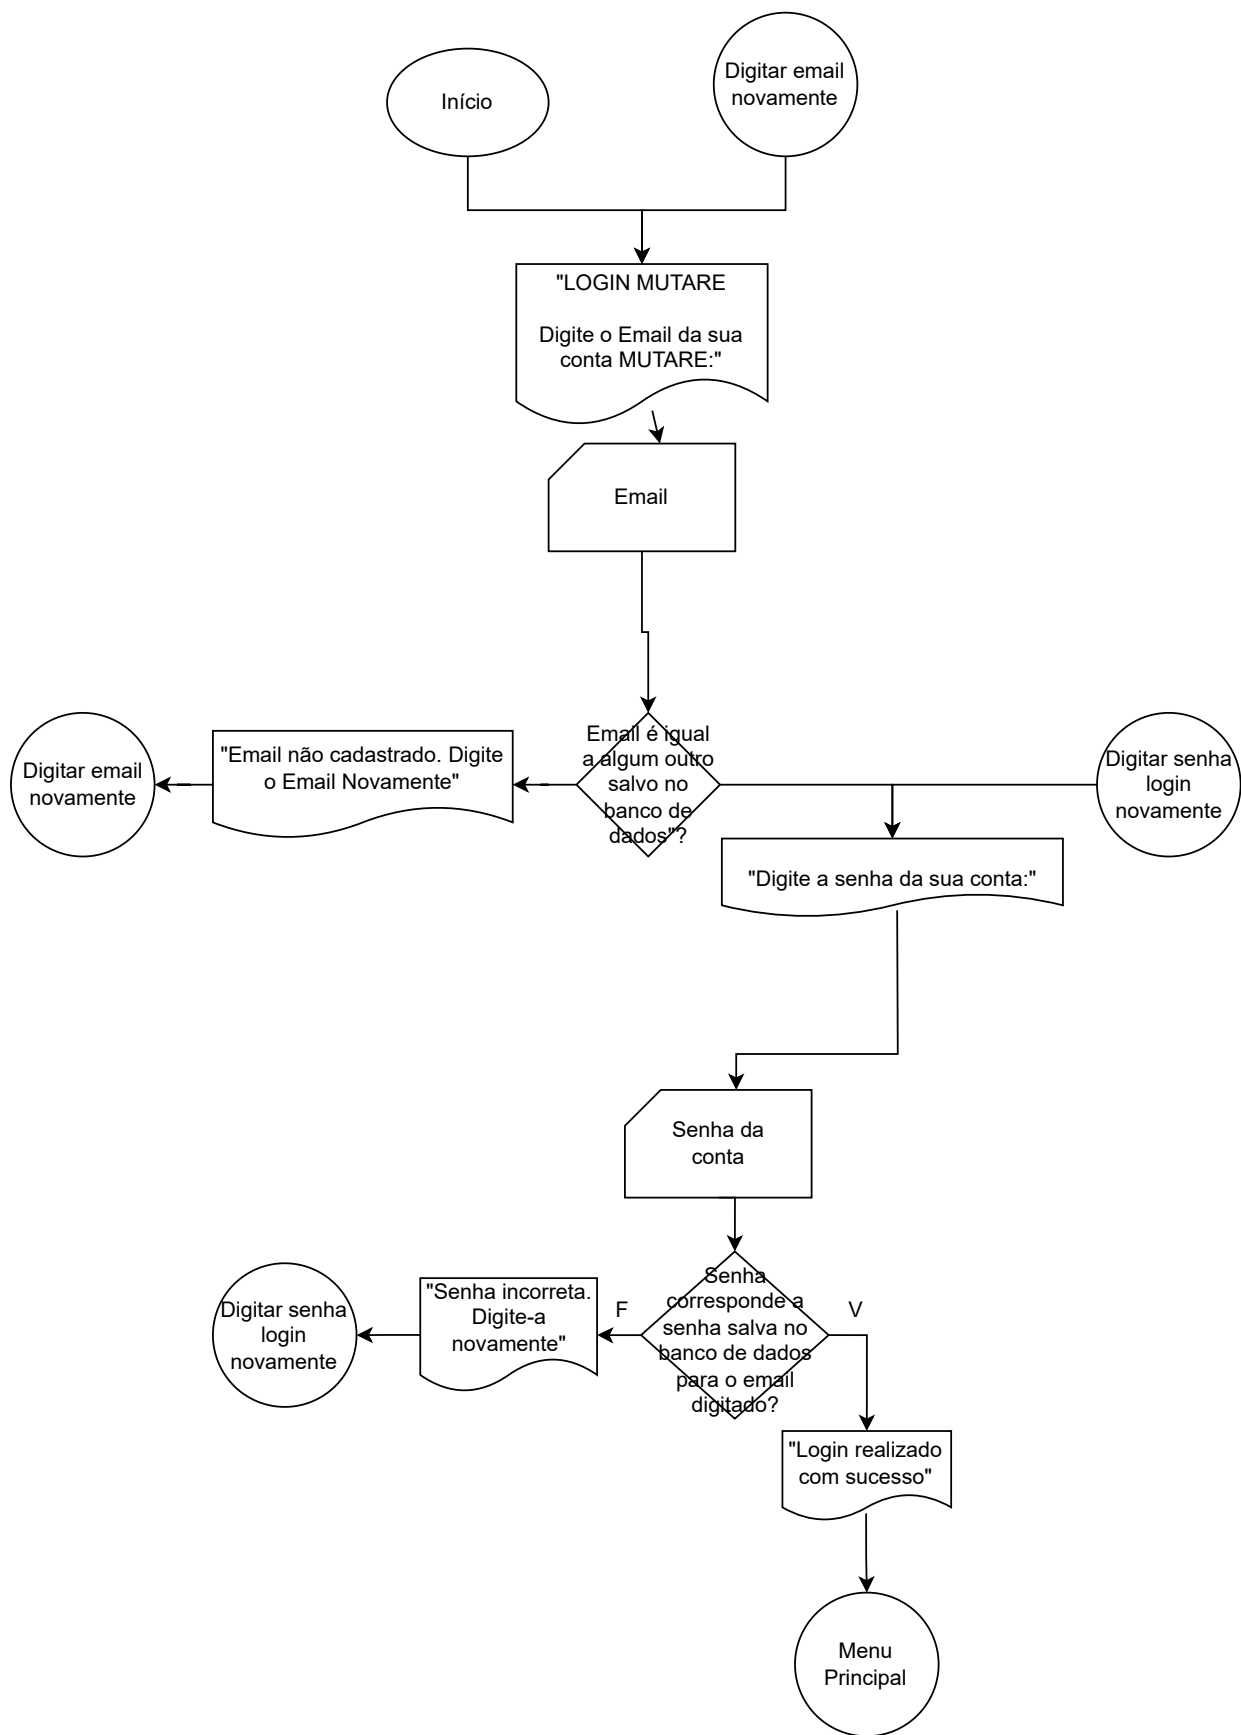 Início
Digitar email
novamente
"LOGIN MUTARE
Digite o Email da sua
conta MUTARE:"
Email
Digitar email
novamente
"Email não cadastrado. Digite
o Email Novamente"
Email é igual
a algum outro
salvo no
banco de
dados"?
Digitar senha
login
novamente
"Digite a senha da sua conta:"
Senha da
conta
Digitar senha
login
novamente
"Senha incorreta.
Digite-a
novamente"
F
Senha
corresponde a
senha salva no
banco de dados
para o email
digitado?
V
"Login realizado
com sucesso"
Menu
Principal